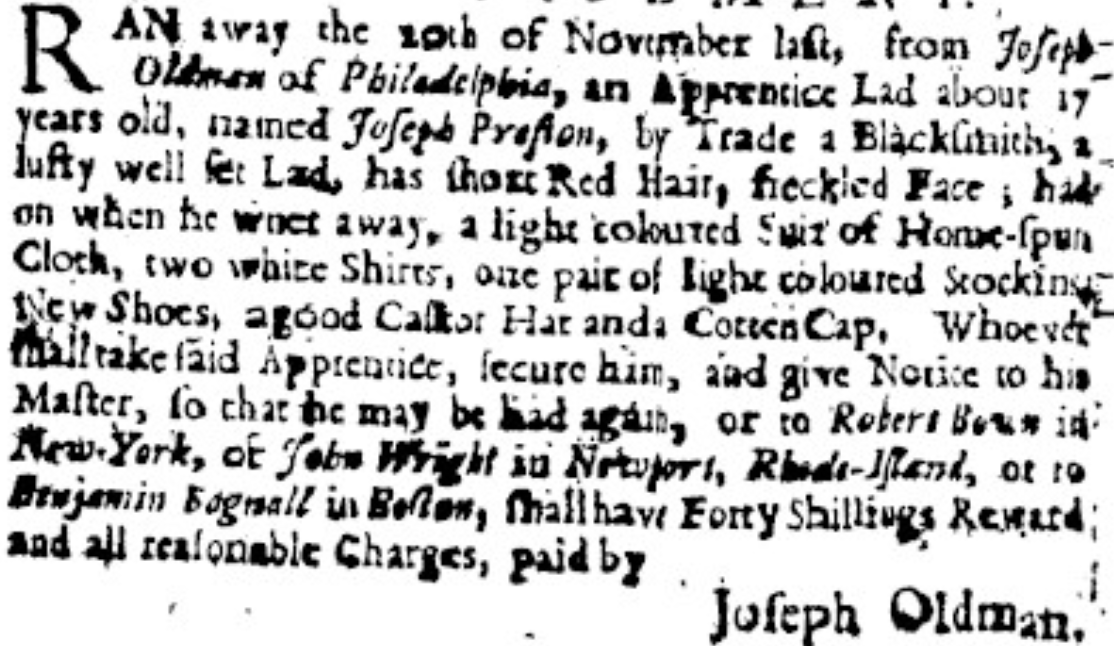 RAN away the 20th of November laſt, from Joſeph
Oldman of Philadelphia, an Apprentice Lad about 17
years old, named Joſeph Preſton, by Trade a Blackſmith, a
luſty well ſet Lad, has ſhort Red Hair, freckled Face ; had
on when he wnet away, a light coloured Suit of Home-ſpun
Cloth, two white Shirts, one pair of light coloured Stockins,
New Shoes, a good Caſtor Hat and a Cotten Cap. Whoever
ſhall take ſaid Apprentice, ſecure him, and give Notice to his
Maſter, ſo that he may be had again, or to Robert Boun in
New-York, or John Wright in Newport, Rhode-Iſland, or to
Benjamin Bagnall in Boſton, ſhall have Forty Shillings Reward
and all reaſonable Charges, paid by
Joſeph Oldman.